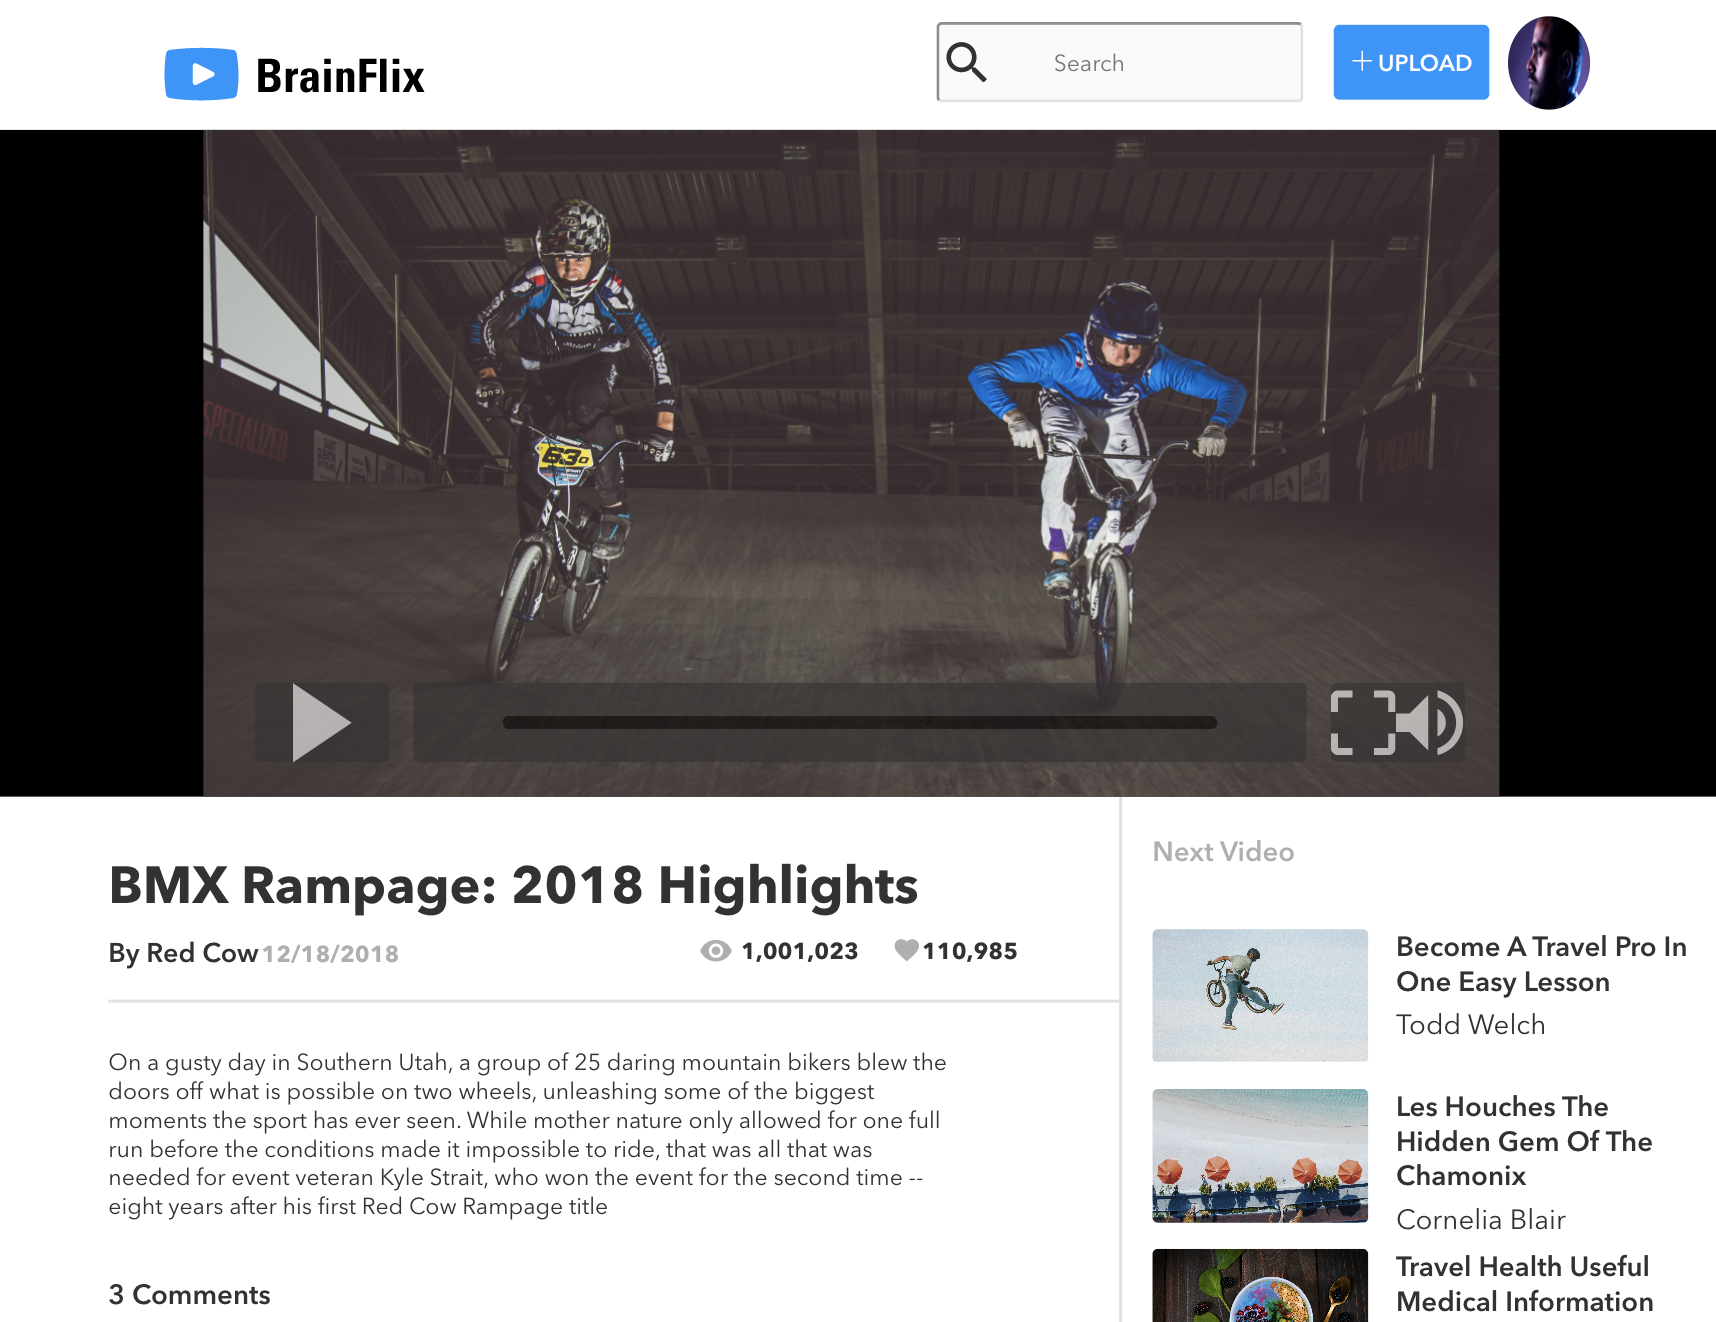 BrainFlix
Search
+ UPLOAD
SPECIALIZED
630
SPECIALIZED
BMX Rampage: 2018 Highlights
By Red Cow 12/18/2018
1,001,023
110,985
On a gusty day in Southern Utah, a group of 25 daring mountain bikers blew the
doors off what is possible on two wheels, unleashing some of the biggest
moments the sport has ever seen. While mother nature only allowed for one full
run before the conditions made it impossible to ride, that was all that was
needed for event veteran Kyle Strait, who won the event for the second time --
eight years after his first Red Cow Rampage title
3 Comments
Next Video
Become A Travel Pro In
One Easy Lesson
Todd Welch
Les Houches The
Hidden Gem Of The
Chamonix
Cornelia Blair
Travel Health Useful
Medical Information